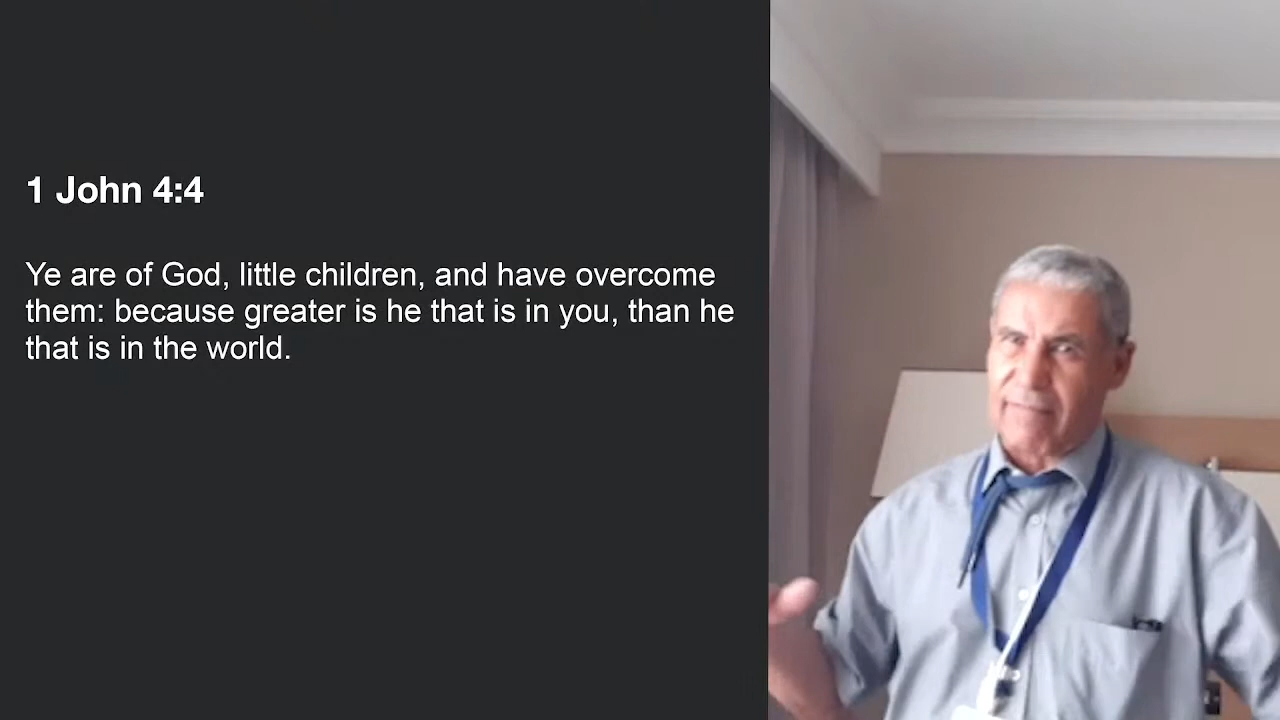 1 John 4:4
Ye are of God, little children, and have overcome
them: because greater is he that is in you, than he
that is in the world.